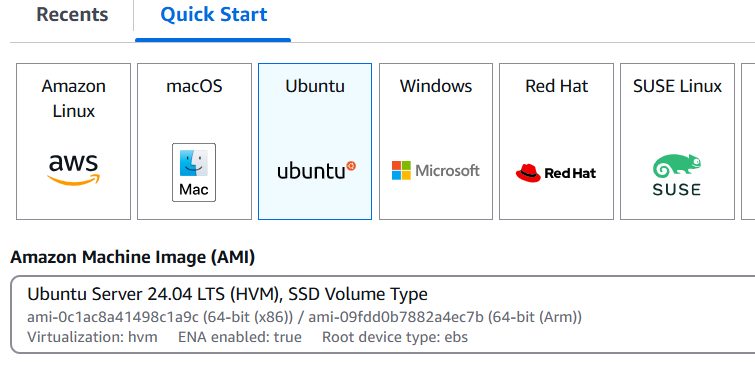 Recents
Quick Start
Amazon Linux
aws
macOS
Mac
Ubuntu
ubuntu
Windows
Microsoft
Red Hat
Red Hat
SUSE Linux
SUSE
Amazon Machine Image (AMI)
Ubuntu Server 24.04 LTS (HVM), SSD Volume Type
ami-0c1ac8a41498c1a9c (64-bit (x86)) / ami-09fdd0b7882a4ec7b (64-bit (Arm))
Virtualization: hvm ENA enabled: true Root device type: ebs